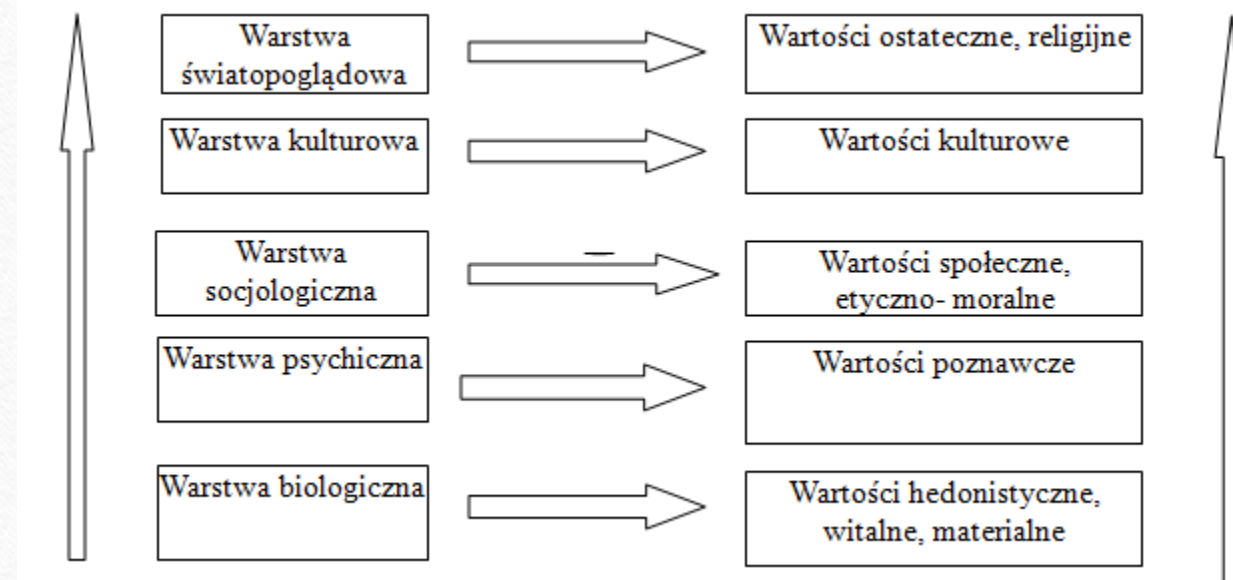 Warstwa
światopoglądowa
Wartości ostateczne, religijne
Warstwa kulturowa
Wartości kulturowe
Warstwa
socjologiczna
Wartości społeczne,
etyczno- moralne
Warstwa psychiczna
Wartości poznawcze
Warstwa biologiczna
Wartości hedonistyczne,
witalne, materialne